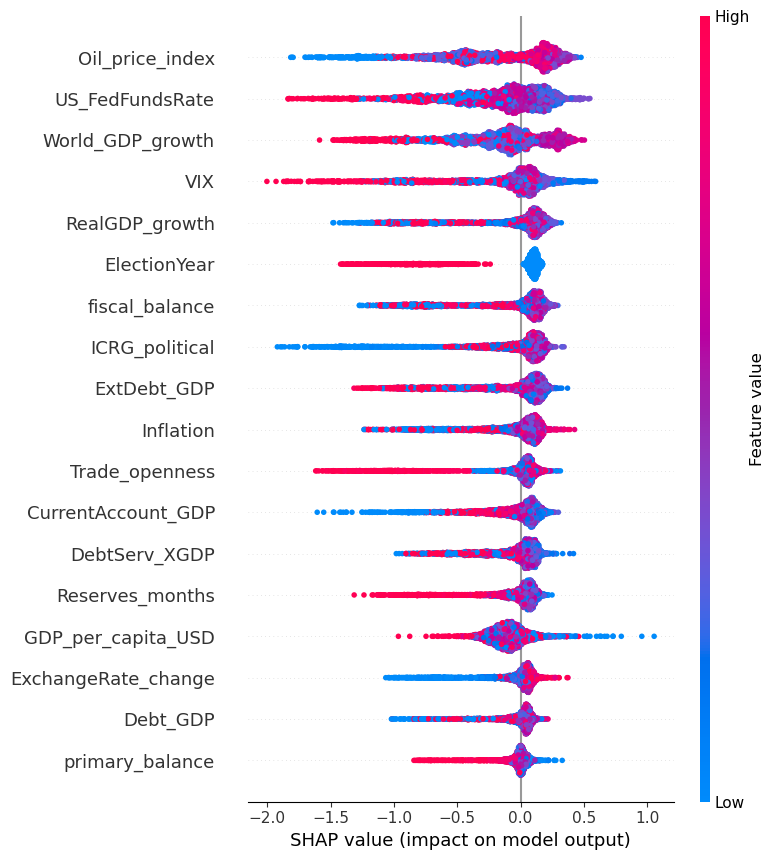 High
Oil_price_index
US_FedFundsRate
World_GDP_growth
VIX
RealGDP_growth
ElectionYear
fiscal_balance
ICRG_political
ExtDebt_GDP
Inflation
Trade_openness
CurrentAccount_GDP
DebtServ_XGDP
Reserves_months
GDP_per_capita_USD
ExchangeRate_change
Debt_GDP
primary_balance
Feature value
Low
−2.0 −1.5 −1.0 −0.5 0.0 0.5 1.0
SHAP value (impact on model output)